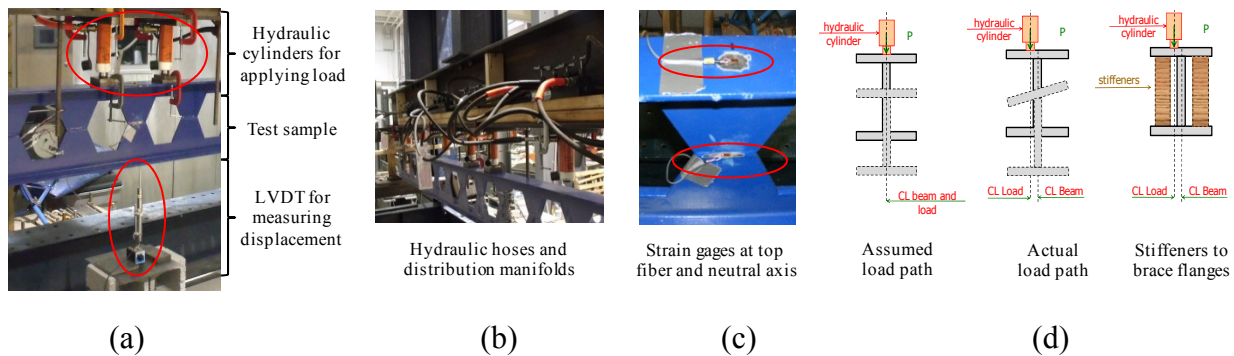 Hydraulic
cylinders for
applying load
Test sample
LVDT for
measuring
displacement
(a)
Hydraulic hoses and
distribution manifolds
(b)
Strain gages at top
fiber and neutral axis
(c)
hydraulic
cylinder
P
CL beam and
load
Assumed
load path
hydraulic
cylinder
P
CL Load
CL Beam
Actual
load path
hydraulic
cylinder
P
stiffeners
CL Load
CL Beam
Stiffeners to
brace flanges
(d)